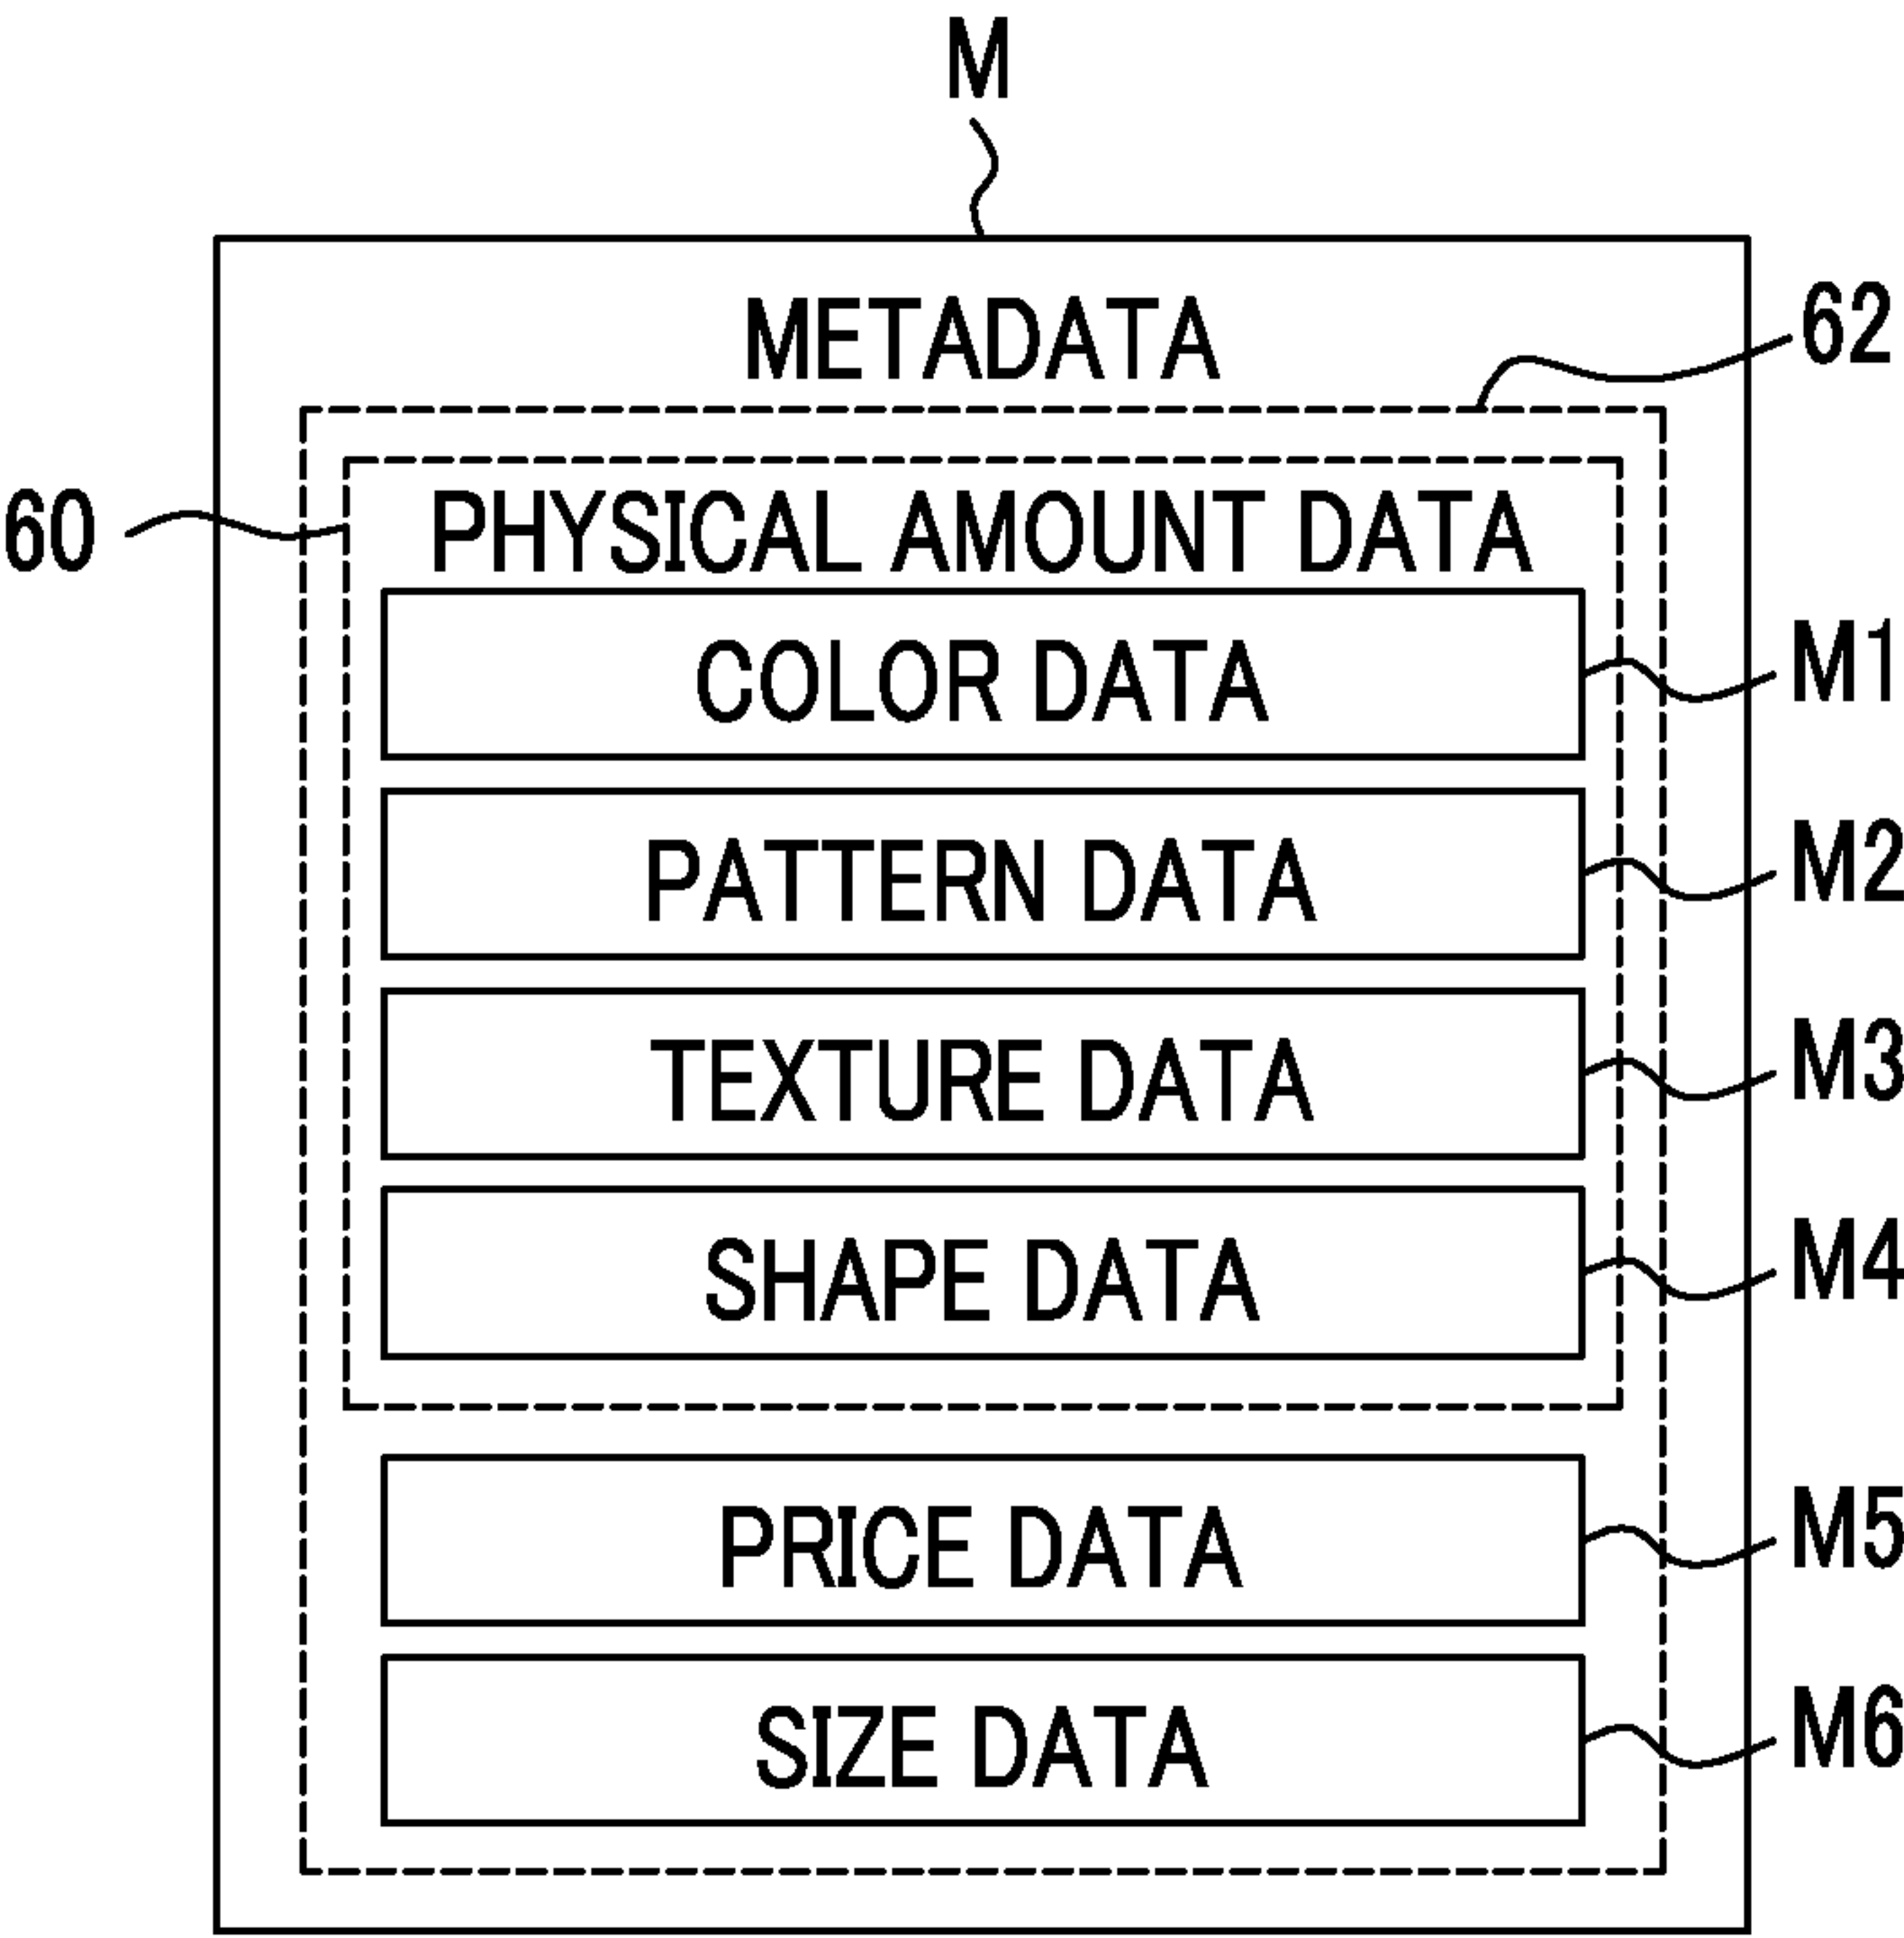 M
METADATA
62
60
PHYSICAL AMOUNT DATA
COLOR DATA
M1
PATTERN DATA
M2
TEXTURE DATA
M3
SHAPE DATA
M4
PRICE DATA
M5
SIZE DATA
M6